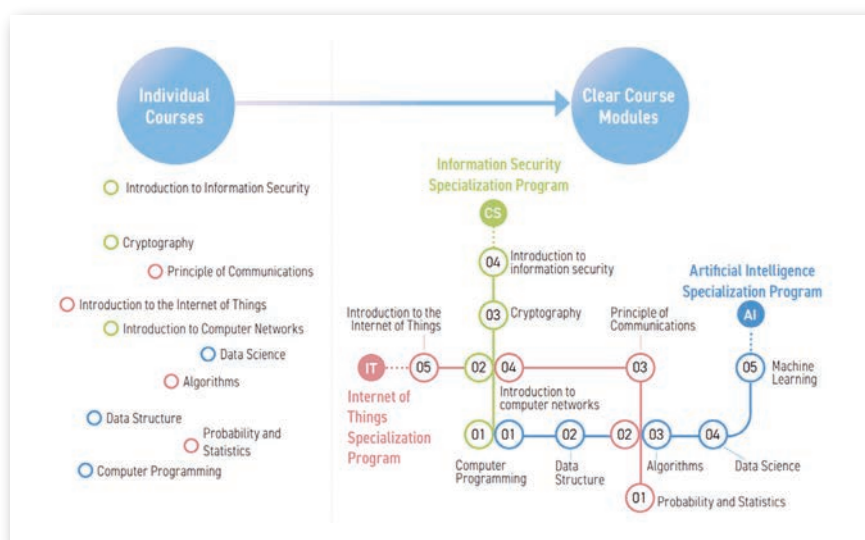 Individual
Courses
Clear Course
Modules
Introduction to Information Security
Cryptography
Principle of Communications
Introduction to the Internet of Things
Introduction to Computer Networks
Data Science
Algorithms
Data Structure
Probability and
Statistics
Computer Programming
Information Security
Specialization Program
CS
04
Introduction to
information security
03
Cryptography
Artificial Intelligence
Specialization Program
AI
Introduction to the
Internet of Things
Principle of
Communications
IT
05
02
04
03
05
Machine
Learning
Internet of
Things
Specialization
Program
Introduction to
computer networks
01
01
02
02
03
04
Computer
Programming
Data
Structure
Algorithms
Data Science
01
Probability and Statistics